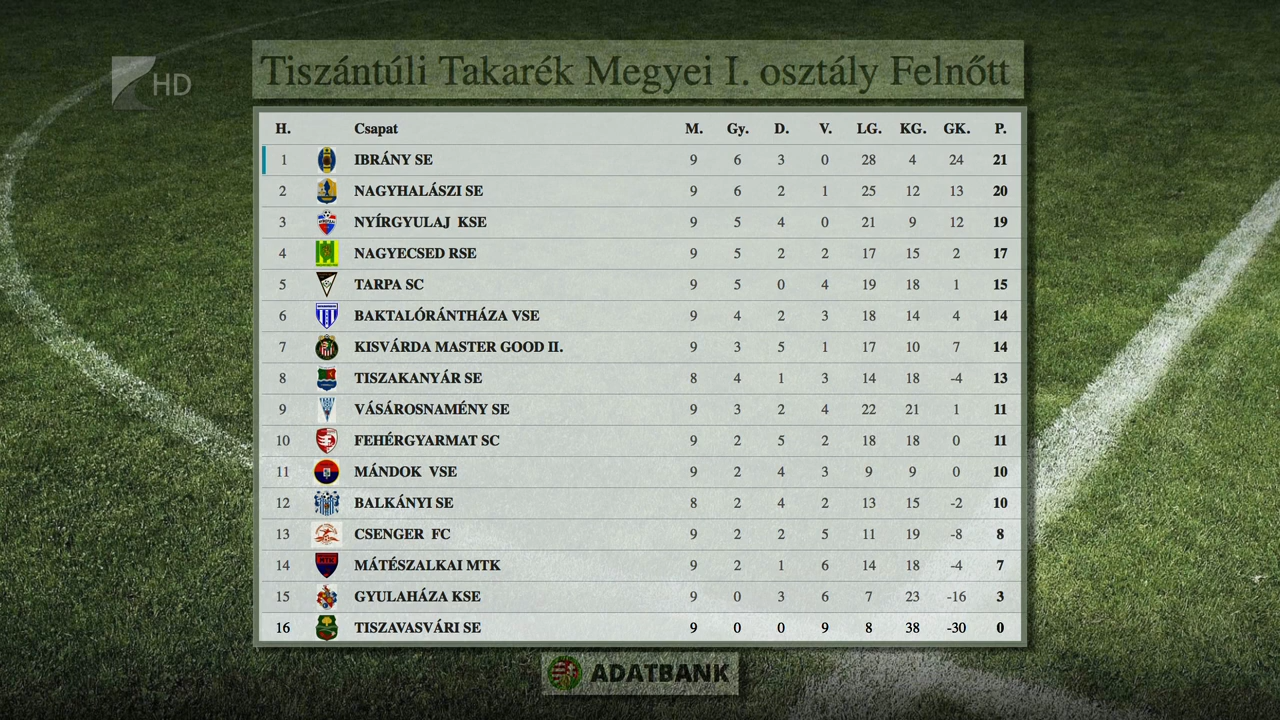 Tiszántúli Takarék Megyei I. osztály Felnőtt
HD
H. Csapat M. Gy. D. V. LG. KG. GK. P.
1 IBRÁNY SE 9 6 3 0 28 4 24 21
2 NAGYHALÁSZI SE 9 6 2 1 25 12 13 20
3 NYÍRGYULAJ KSE 9 5 4 0 21 9 12 19
4 NAGYECSED RSE 9 5 2 2 17 15 2 17
5 TARPA SC 9 5 0 4 19 18 1 15
6 BAKTALÓRÁNTHÁZA VSE 9 4 2 3 18 14 4 14
7 KISVÁRDA MASTER GOOD II. 9 3 5 1 17 10 7 14
8 TISZAKANYÁR SE 8 4 1 3 14 18 -4 13
9 VÁSÁROSNAMÉNY SE 9 3 2 4 22 21 1 11
10 FEHÉRGYARMAT SC 9 2 5 2 18 18 0 11
11 MÁNDOK VSE 9 2 4 3 9 9 0 10
12 BALKÁNYI SE 8 2 4 2 13 15 -2 10
13 CSENGER FC 9 2 2 5 11 19 -8 8
14 MÁTÉSZALKAI MTK 9 2 1 6 14 18 -4 7
15 GYULAHÁZA KSE 9 0 3 6 7 23 -16 3
16 TISZAVASVÁRI SE 9 0 0 9 8 38 -30 0
ADATBANK